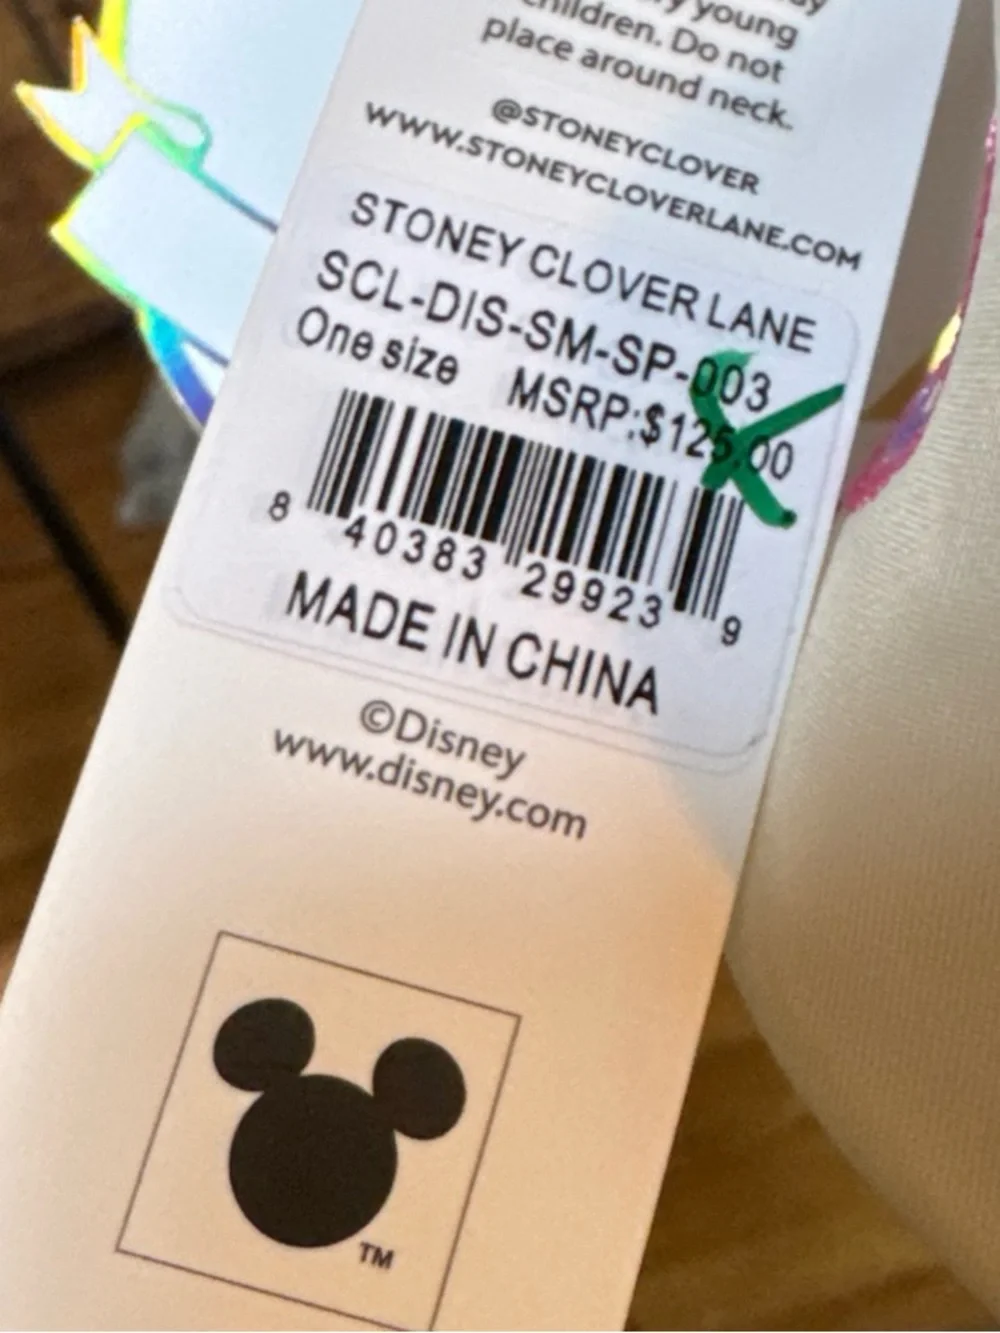 young
children. Do not
place around neck.
@STONEYCLOVER
WWW.STONEYCLOVERLANE.COM
STONEY CLOVER LANE
SCL-DIS-SM-SP-003
One size MSRP:$125.00
8 40383 29923 9
MADE IN CHINA
©Disney
www.disney.com
TM